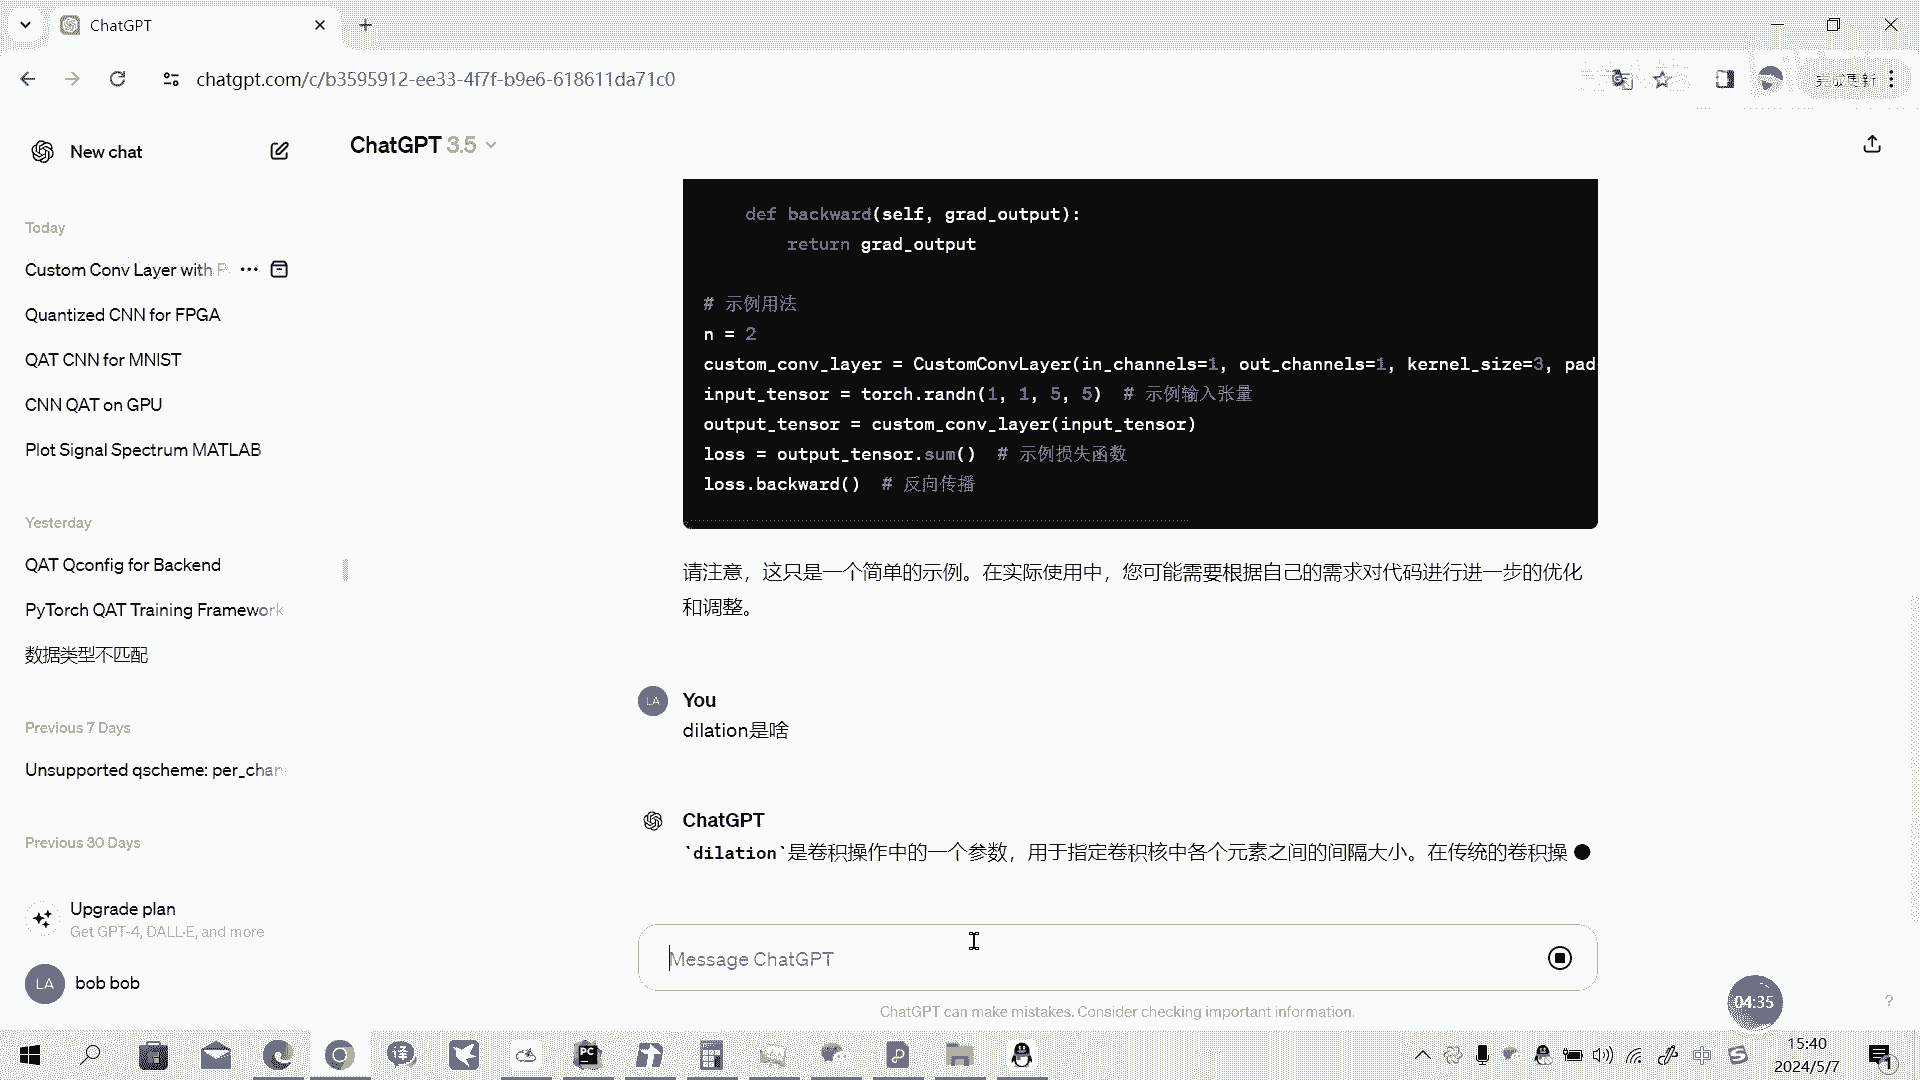 ChatGPT
chatgpt.com/c/b3595912-ee33-4f7f-b9e6-618611da71c0
完成更新
New chat
ChatGPT 3.5
Today
Custom Conv Layer with P
Quantized CNN for FPGA
QAT CNN for MNIST
CNN QAT on GPU
Plot Signal Spectrum MATLAB
Yesterday
QAT Qconfig for Backend
PyTorch QAT Training Framework
数据类型不匹配
Previous 7 Days
Unsupported qscheme: per_chan
Previous 30 Days
Upgrade plan
Get GPT-4, DALL·E, and more
LA
bob bob
def backward(self, grad_output):
return grad_output
# 示例用法
n = 2
custom_conv_layer = CustomConvLayer(in_channels=1, out_channels=1, kernel_size=3, pad
input_tensor = torch.randn(1, 1, 5, 5)  # 示例输入张量
output_tensor = custom_conv_layer(input_tensor)
loss = output_tensor.sum()  # 示例损失函数
loss.backward()  # 反向传播
请注意，这只是一个简单的示例。在实际使用中，您可能需要根据自己的需求对代码进行进一步的优化
和调整。
LA
You
dilation是啥
ChatGPT
`dilation`是卷积操作中的一个参数，用于指定卷积核中各个元素之间的间隔大小。在传统的卷积操
Message ChatGPT
ChatGPT can make mistakes. Consider checking important information.
04:35
?
译
PC
中
15:40
2024/5/7
1